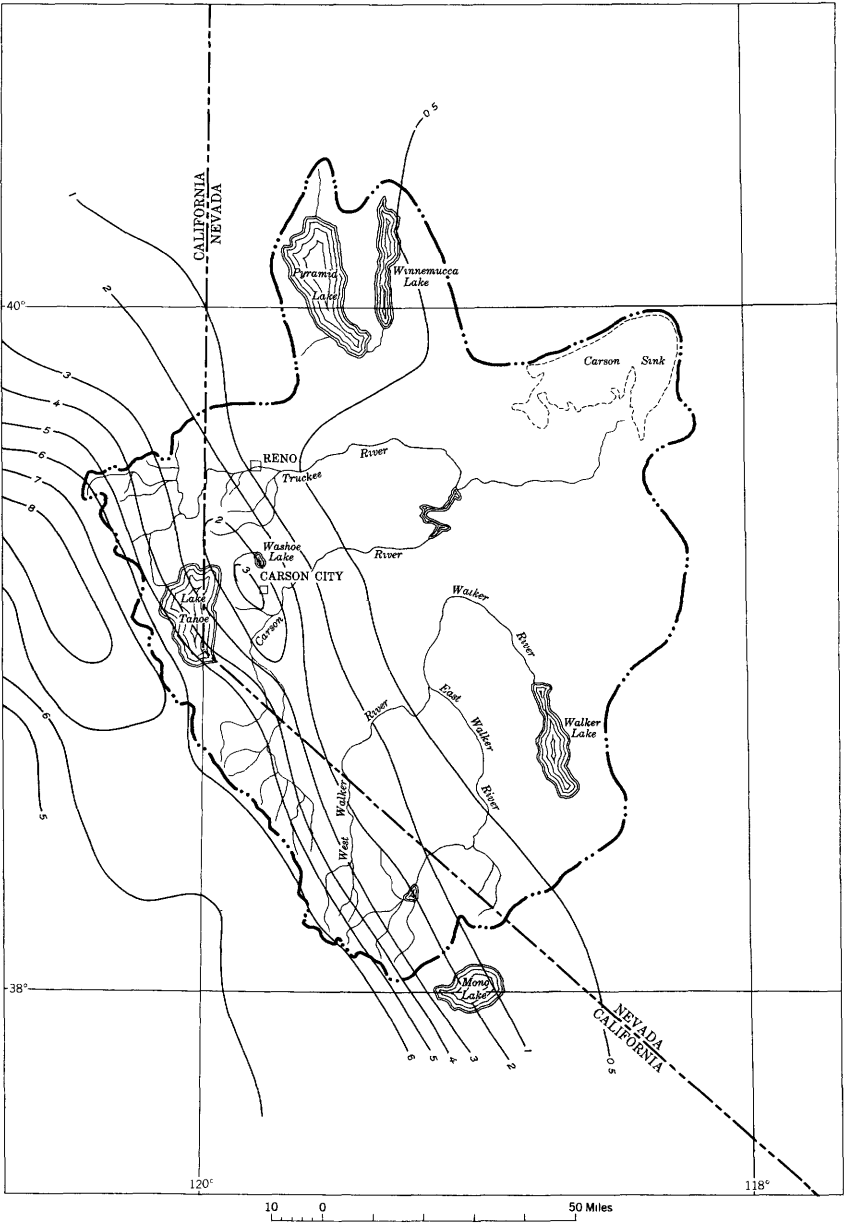 0 5
1
CALIFORNIA
NEVADA
Pyramid
Lake
Winnemucca
Lake
2
40°
Carson Sink
3
4
5
6
7
8
RENO
Truckee
River
2
Washoe
Lake
River
3
CARSON CITY
Lake
Tahoe
Carson
Walker
River
6
5
East
Walker
River
River
Walker
West
Walker
Lake
38°
Mono
Lake
NEVADA
CALIFORNIA
6
5
4
3
2
1
0 5
120°
118°
10 0 50 Miles